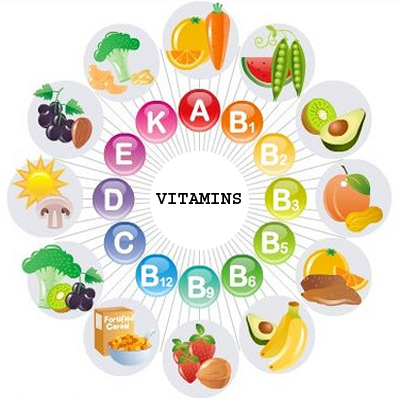 A
B1
B2
B3
B5
B6
B9
B12
C
D
E
K
VITAMINS
Fortified
Cereal